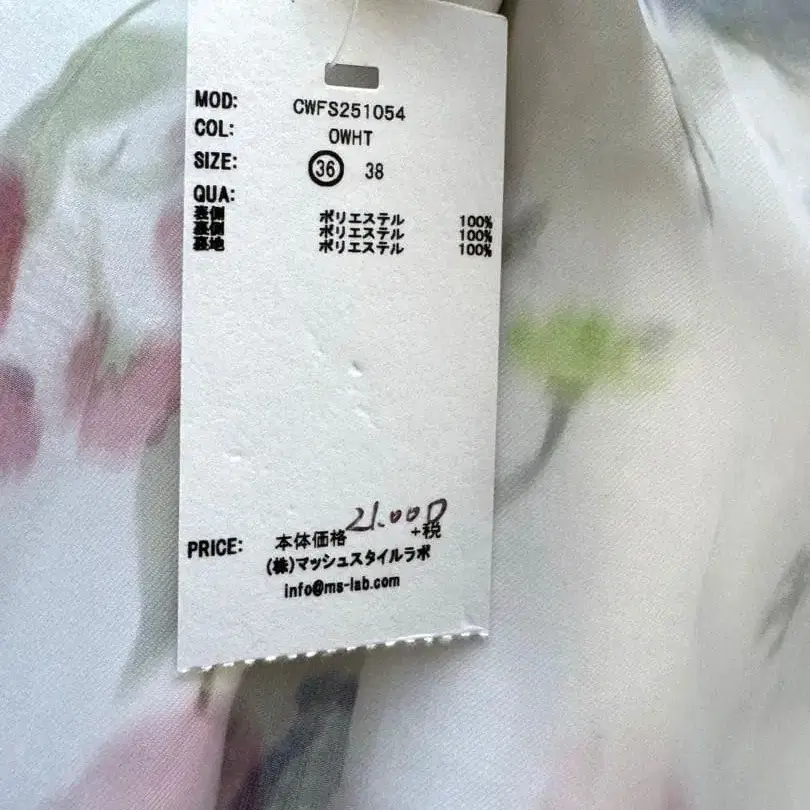 MOD: CWFS251054
COL: OWHT
SIZE: 36 38
QUA:
裏側 ポリエステル 100%
裏側 ポリエステル 100%
裏地 ポリエステル 100%
PRICE: 本体価格 21.000 +税
(株)マッシュスタイルラボ
info@ms-lab.com